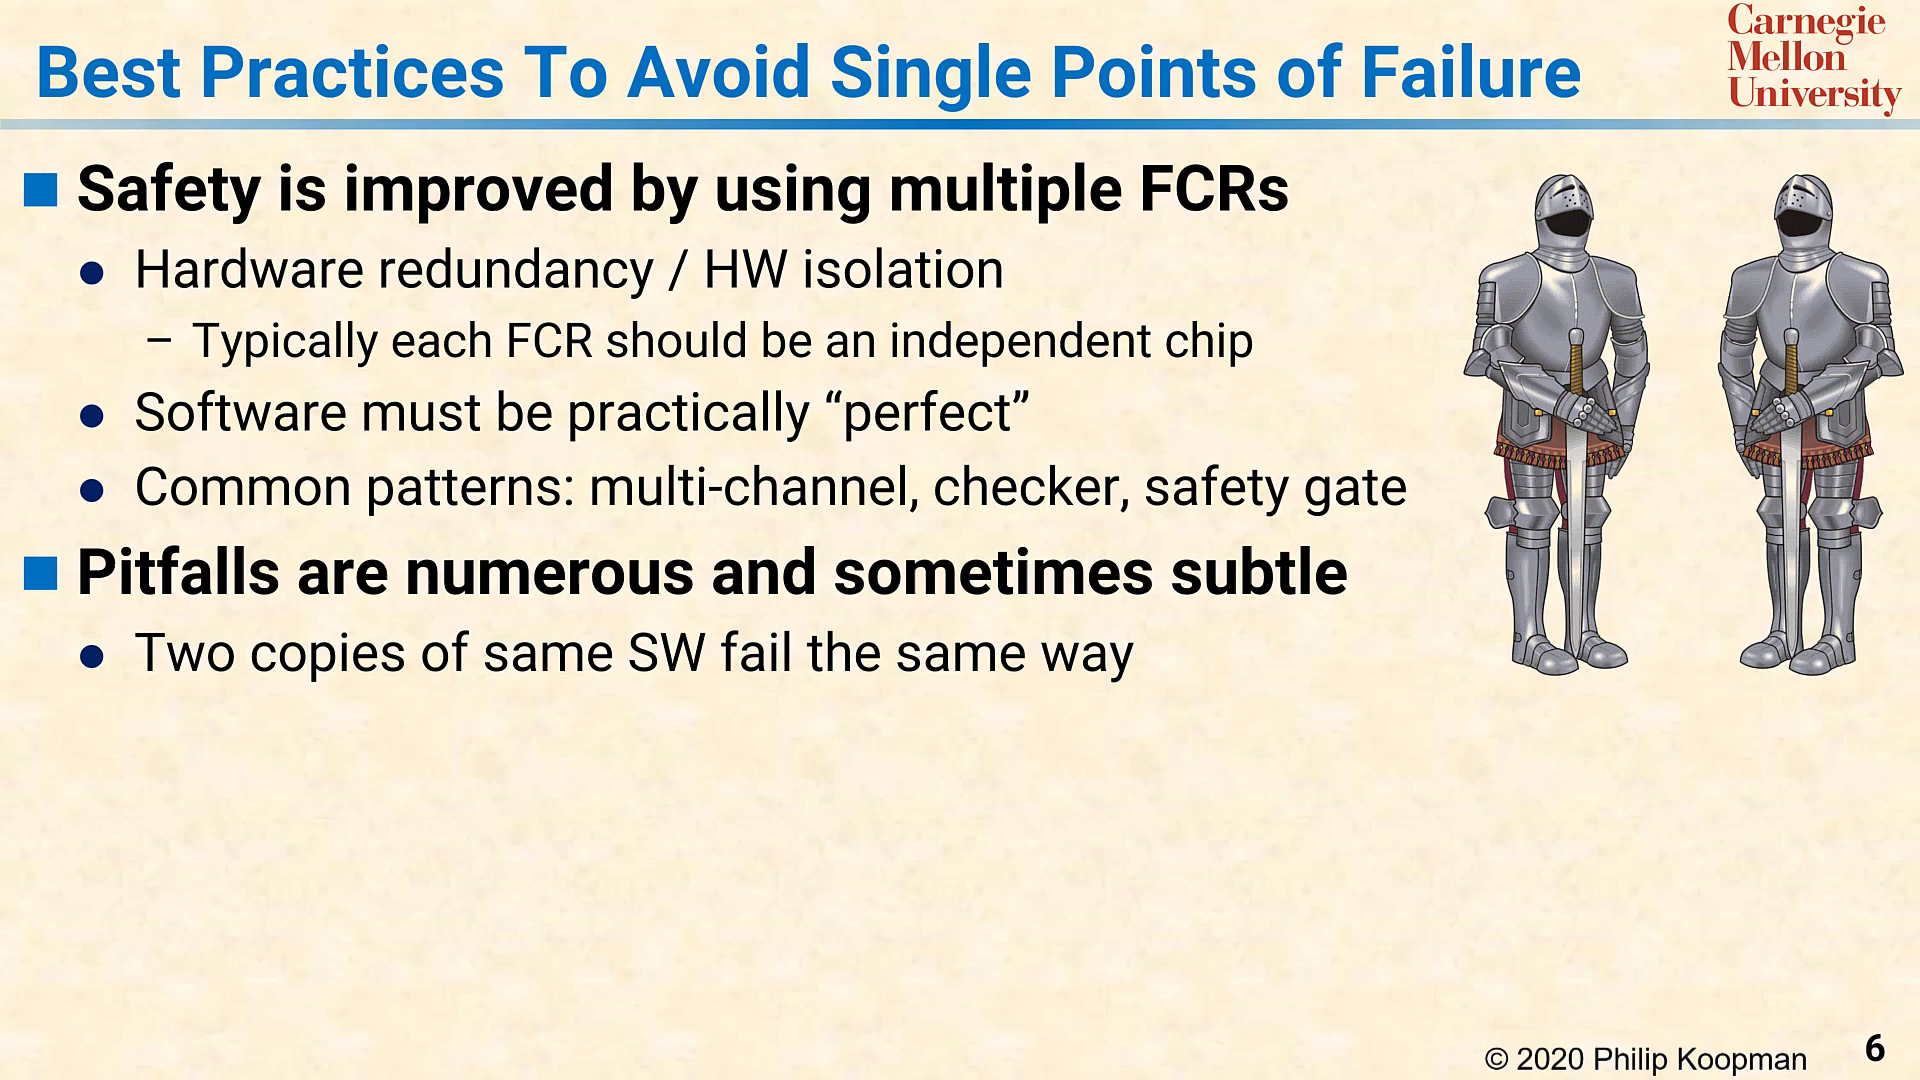 Best Practices To Avoid Single Points of Failure
Carnegie
Mellon
University
Safety is improved by using multiple FCRs
Hardware redundancy / HW isolation
– Typically each FCR should be an independent chip
Software must be practically “perfect”
Common patterns: multi-channel, checker, safety gate
Pitfalls are numerous and sometimes subtle
Two copies of same SW fail the same way
© 2020 Philip Koopman
6